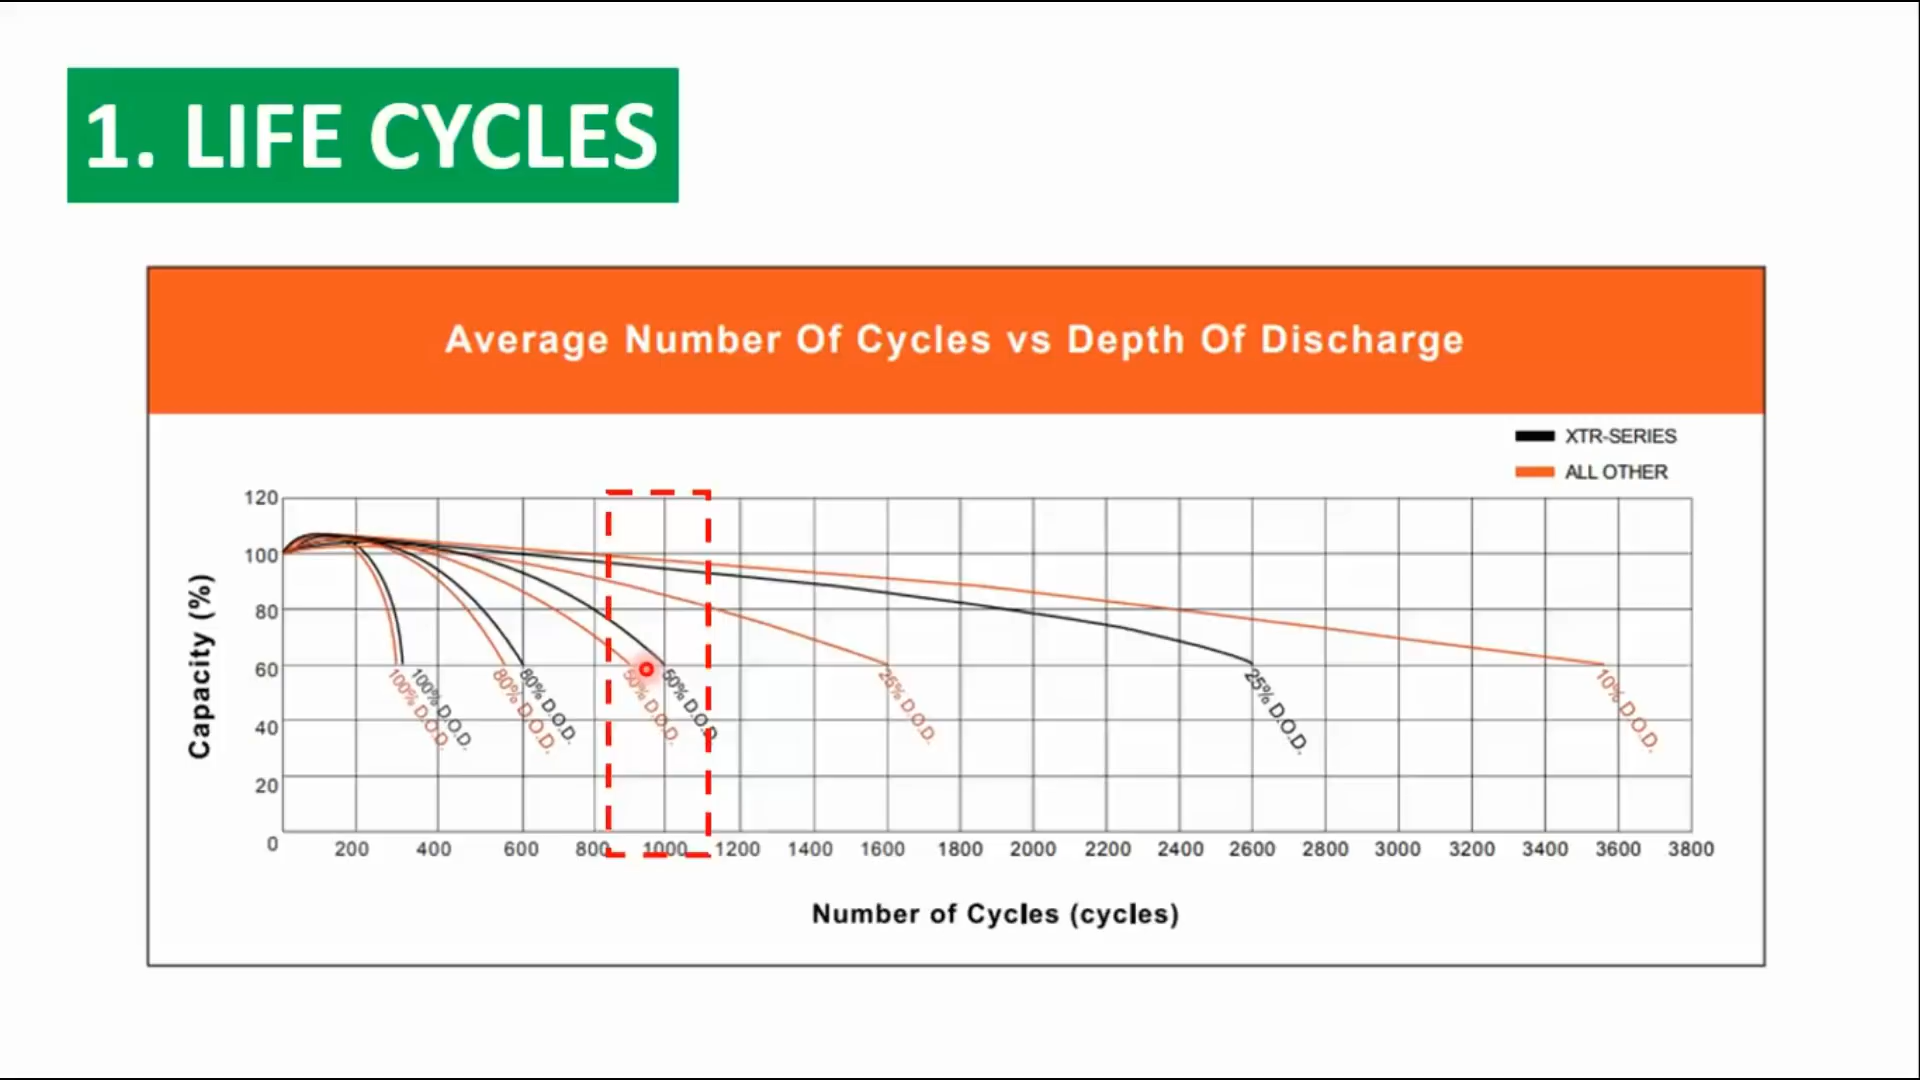 1. LIFE CYCLES
Average Number Of Cycles vs Depth Of Discharge
XTR-SERIES
ALL OTHER
120
100
80
60
40
20
0
Capacity (%)
100% D.O.D.
100% D.O.D.
80% D.O.D.
80% D.O.D.
50% D.O.D.
50% D.O.D.
25% D.O.D.
25% D.O.D.
10% D.O.D.
200 400 600 800 1000 1200 1400 1600 1800 2000 2200 2400 2600 2800 3000 3200 3400 3600 3800
Number of Cycles (cycles)